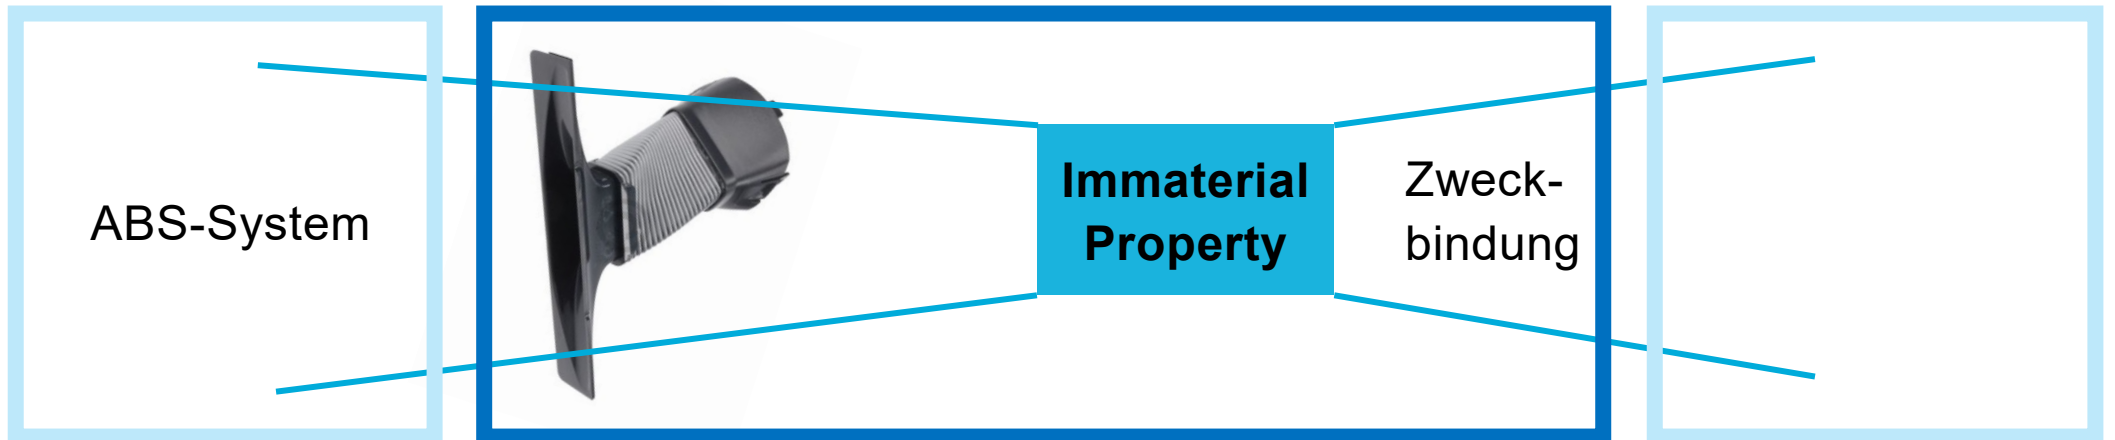 ABS-System
Immaterial
Property
Zweck-
bindung